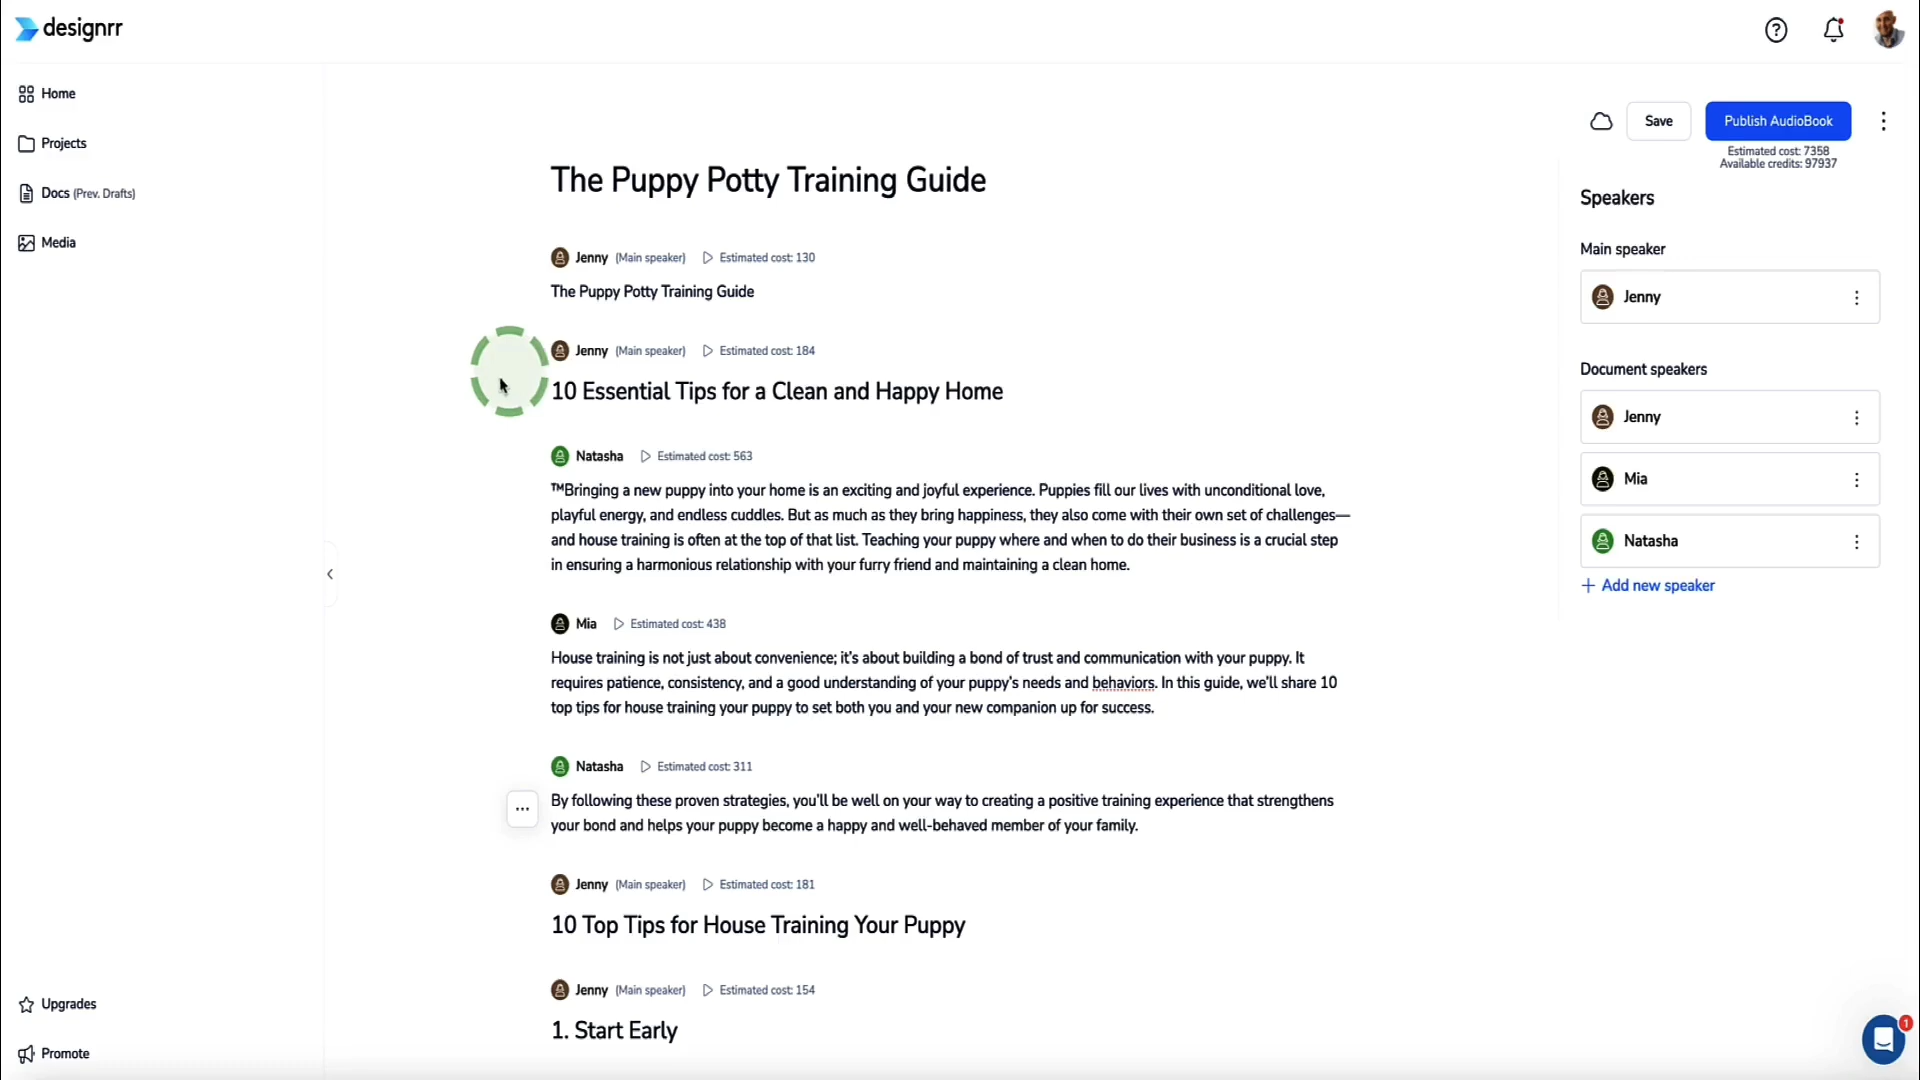 designrr
Home
Projects
Docs (Prev. Drafts)
Media
Upgrades
Promote
Save
Publish AudioBook
Estimated cost: 7358
Available credits: 97937
The Puppy Potty Training Guide
Jenny (Main speaker) Estimated cost: 130
The Puppy Potty Training Guide
Jenny (Main speaker) Estimated cost: 184
10 Essential Tips for a Clean and Happy Home
Natasha Estimated cost: 563
™Bringing a new puppy into your home is an exciting and joyful experience. Puppies fill our lives with unconditional love,
playful energy, and endless cuddles. But as much as they bring happiness, they also come with their own set of challenges—
and house training is often at the top of that list. Teaching your puppy where and when to do their business is a crucial step
in ensuring a harmonious relationship with your furry friend and maintaining a clean home.
Mia Estimated cost: 438
House training is not just about convenience; it's about building a bond of trust and communication with your puppy. It
requires patience, consistency, and a good understanding of your puppy's needs and behaviors. In this guide, we'll share 10
top tips for house training your puppy to set both you and your new companion up for success.
Natasha Estimated cost: 311
By following these proven strategies, you'll be well on your way to creating a positive training experience that strengthens
your bond and helps your puppy become a happy and well-behaved member of your family.
Jenny (Main speaker) Estimated cost: 181
10 Top Tips for House Training Your Puppy
Jenny (Main speaker) Estimated cost: 154
1. Start Early
Speakers
Main speaker
Jenny
Document speakers
Jenny
Mia
Natasha
+ Add new speaker
1